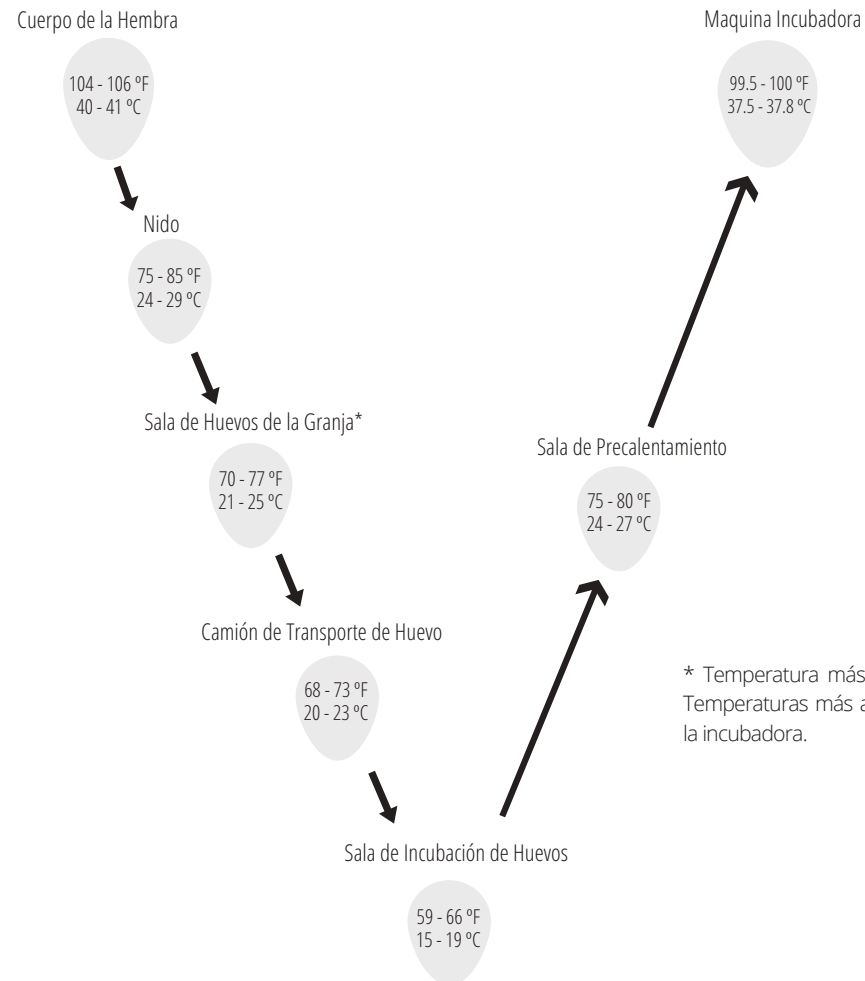 Cuerpo de la Hembra
104 - 106 ºF
40 - 41 ºC
Nido
75 - 85 ºF
24 - 29 ºC
Sala de Huevos de la Granja*
70 - 77 ºF
21 - 25 ºC
Camión de Transporte de Huevo
68 - 73 ºF
20 - 23 ºC
Sala de Incubación de Huevos
59 - 66 ºF
15 - 19 ºC
Sala de Precalentamiento
75 - 80 ºF
24 - 27 ºC
Maquina Incubadora
99.5 - 100 ºF
37.5 - 37.8 ºC
* Temperatura más
Temperaturas más a
la incubadora.